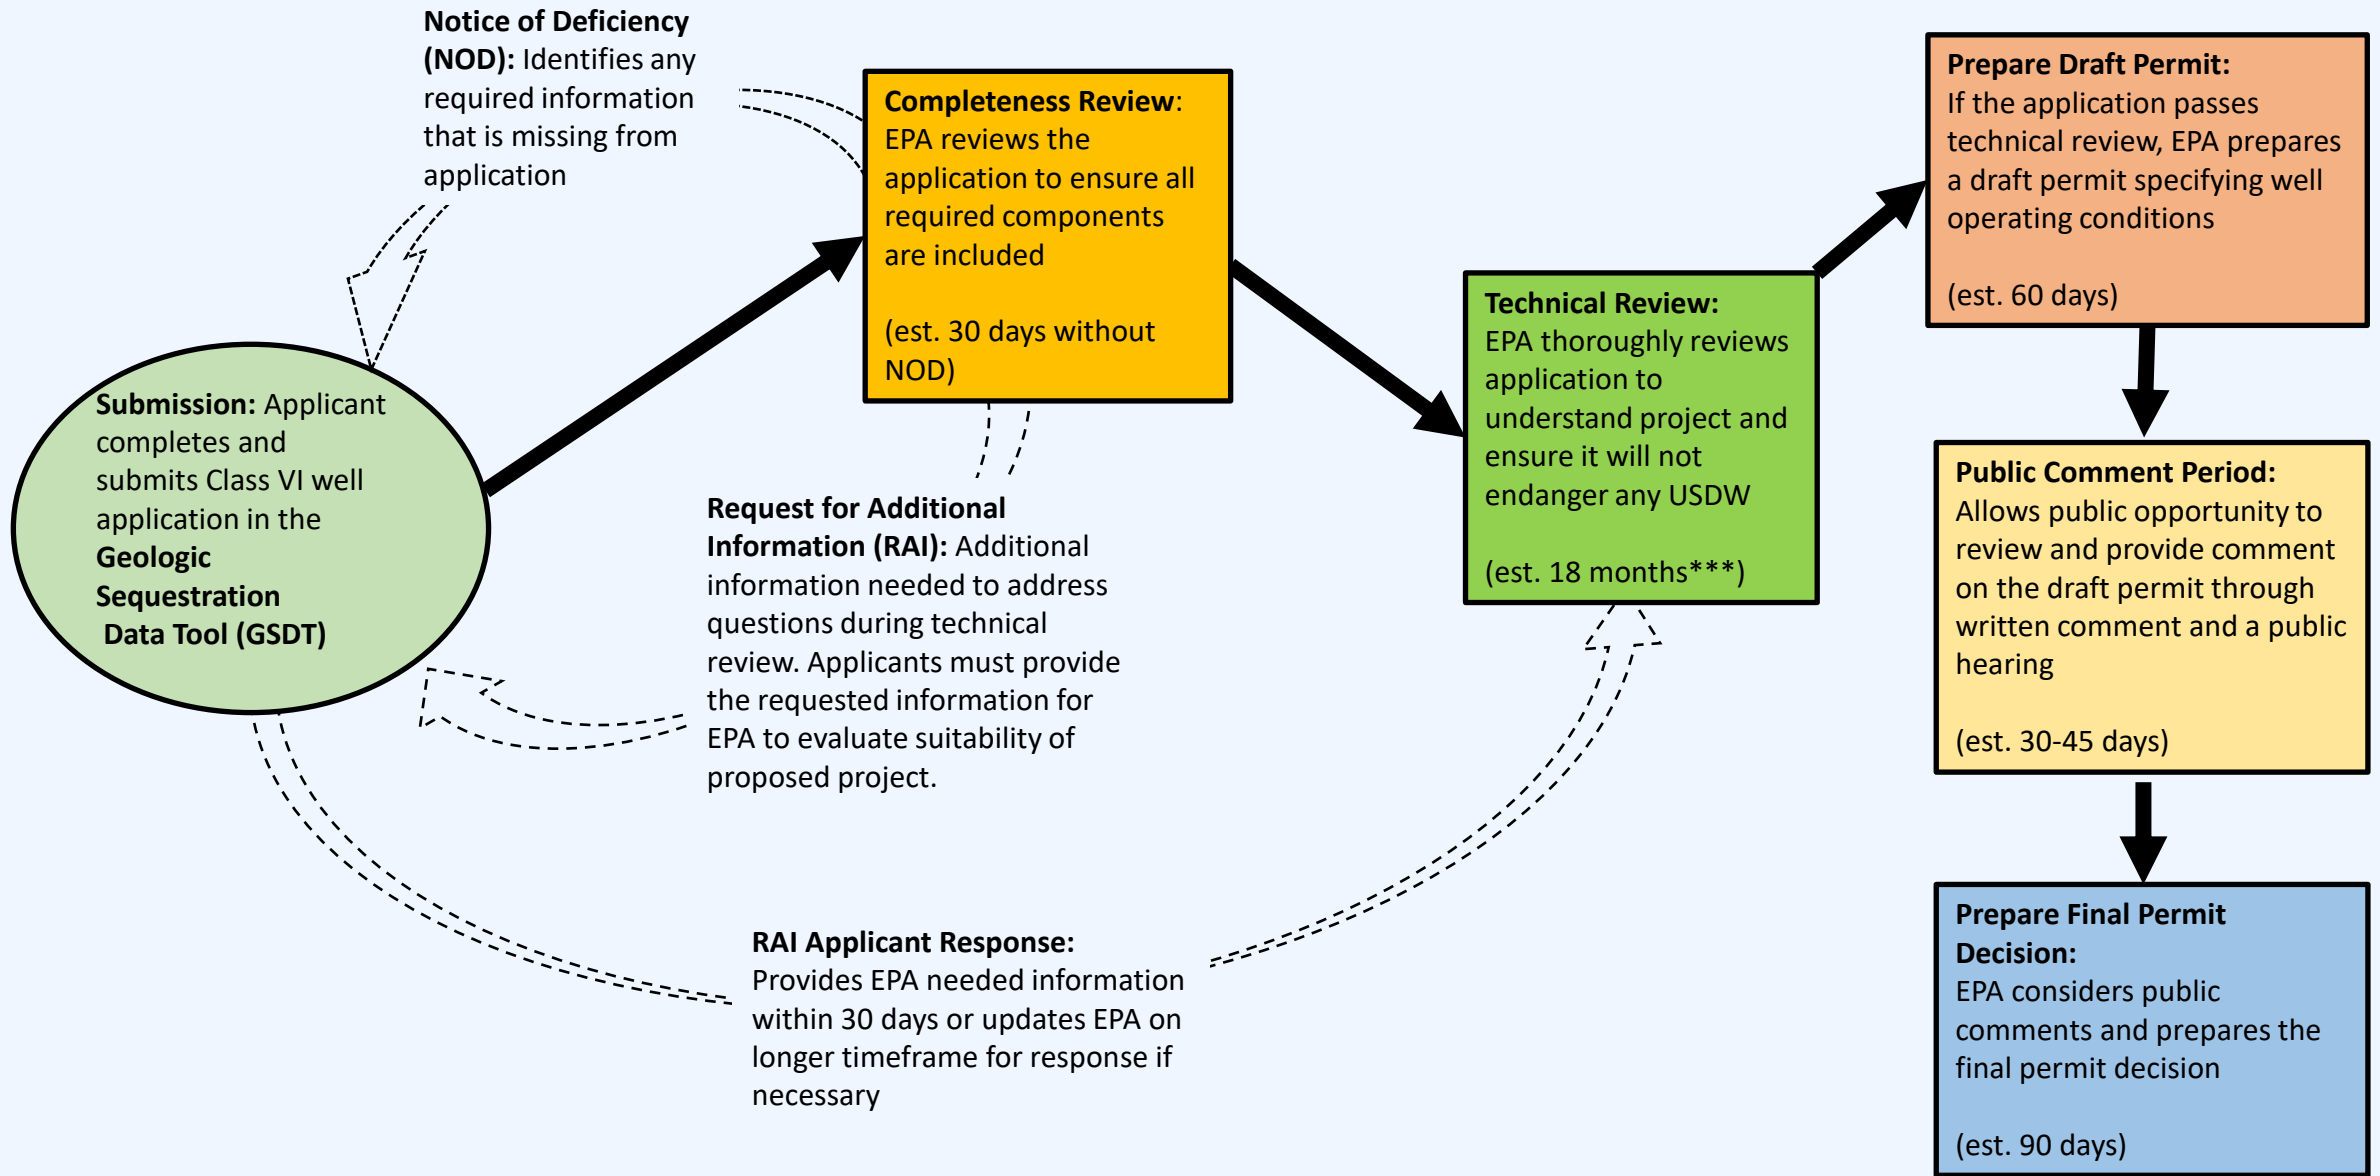 Notice of Deficiency
(NOD): Identifies any
required information
that is missing from
application
Submission: Applicant
completes and
submits Class VI well
application in the
Geologic
Sequestration
Data Tool (GSDT)
Completeness Review:
EPA reviews the
application to ensure all
required components
are included
(est. 30 days without
NOD)
Request for Additional
Information (RAI): Additional
information needed to address
questions during technical
review. Applicants must provide
the requested information for
EPA to evaluate suitability of
proposed project.
RAI Applicant Response:
Provides EPA needed information
within 30 days or updates EPA on
longer timeframe for response if
necessary
Technical Review:
EPA thoroughly reviews
application to
understand project and
ensure it will not
endanger any USDW
(est. 18 months***)
Prepare Draft Permit:
If the application passes
technical review, EPA prepares
a draft permit specifying well
operating conditions
(est. 60 days)
Public Comment Period:
Allows public opportunity to
review and provide comment
on the draft permit through
written comment and a public
hearing
(est. 30-45 days)
Prepare Final Permit
Decision:
EPA considers public
comments and prepares the
final permit decision
(est. 90 days)